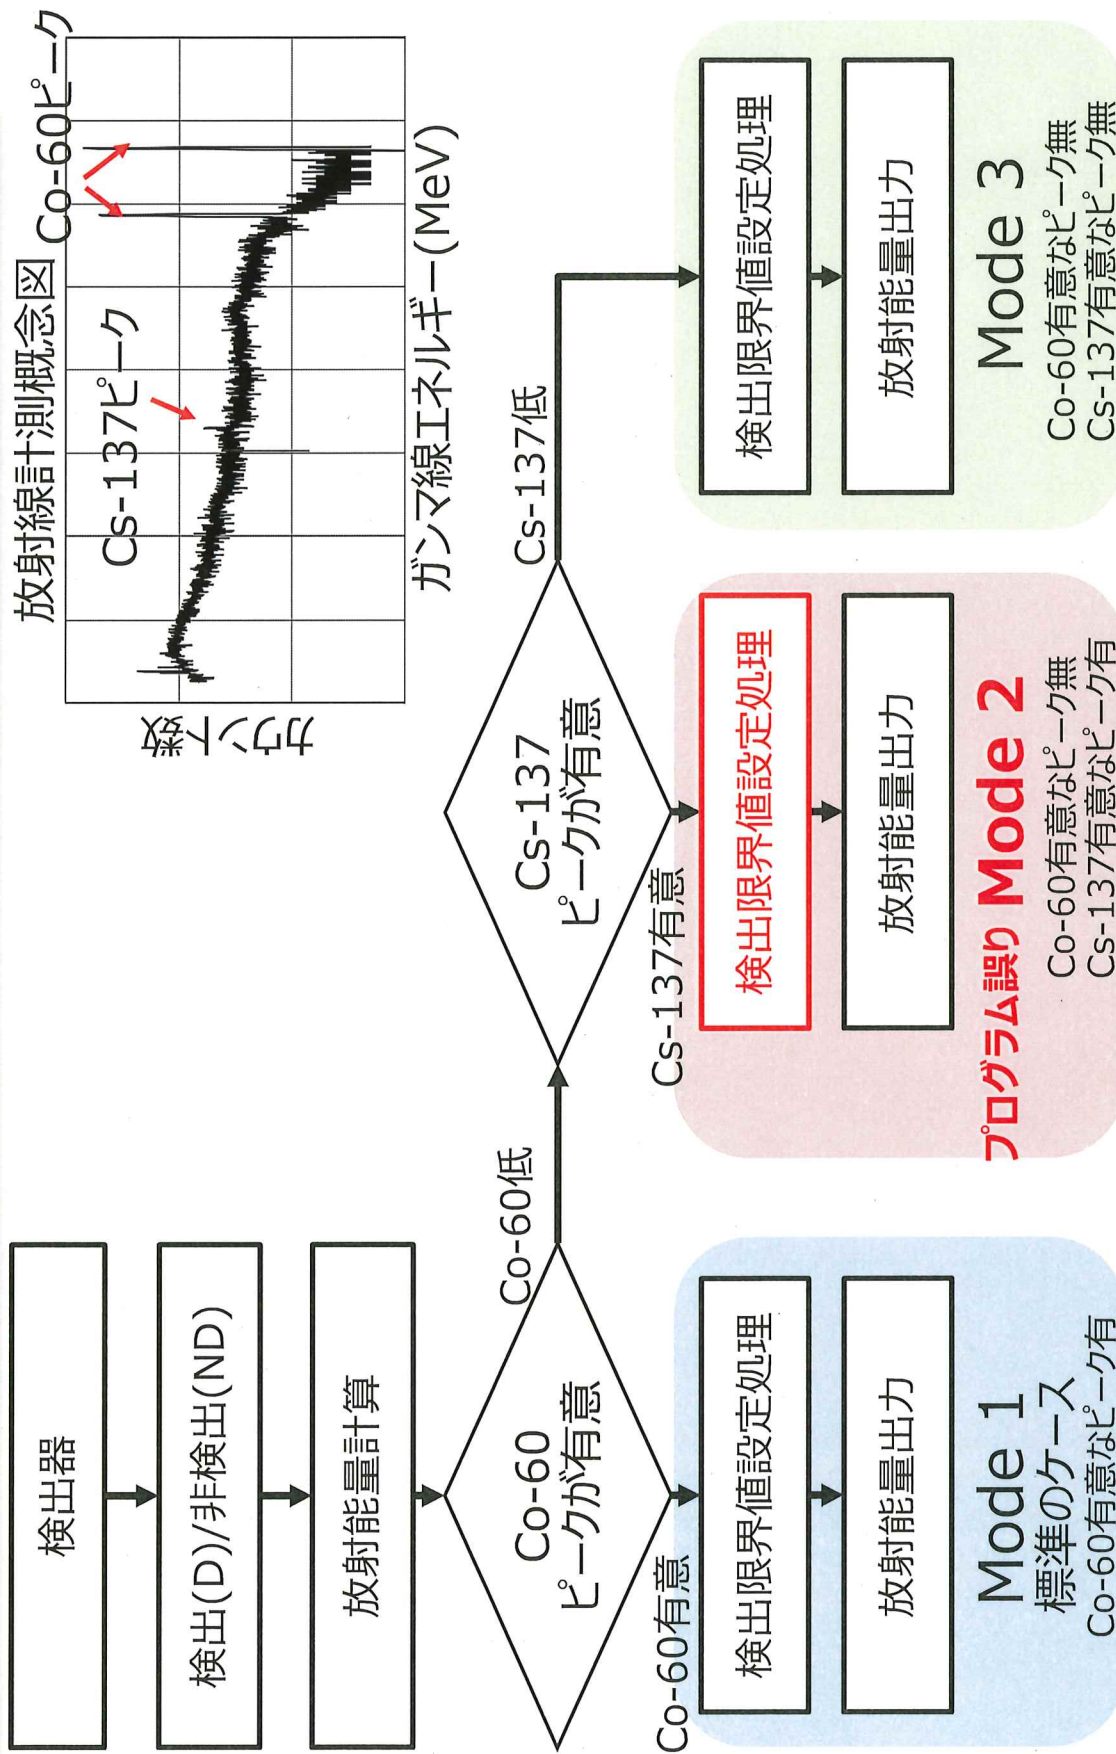 放射線計測概念図
Co-60ピーク
Cs-137ピーク
カウント数
ガンマ線エネルギー(MeV)
検出器
検出(D)/非検出(ND)
放射能量計算
Co-60
ピークが有意
Co-60低
Cs-137
ピークが有意
Cs-137低
Co-60有意
Cs-137有意
検出限界値設定処理
放射能量出力
Mode 1
標準のケース
Co-60有意なピーク有
検出限界値設定処理
放射能量出力
プログラム誤り Mode 2
Co-60有意なピーク無
Cs-137有意なピーク有
検出限界値設定処理
放射能量出力
Mode 3
Co-60有意なピーク無
Cs-137有意なピーク無